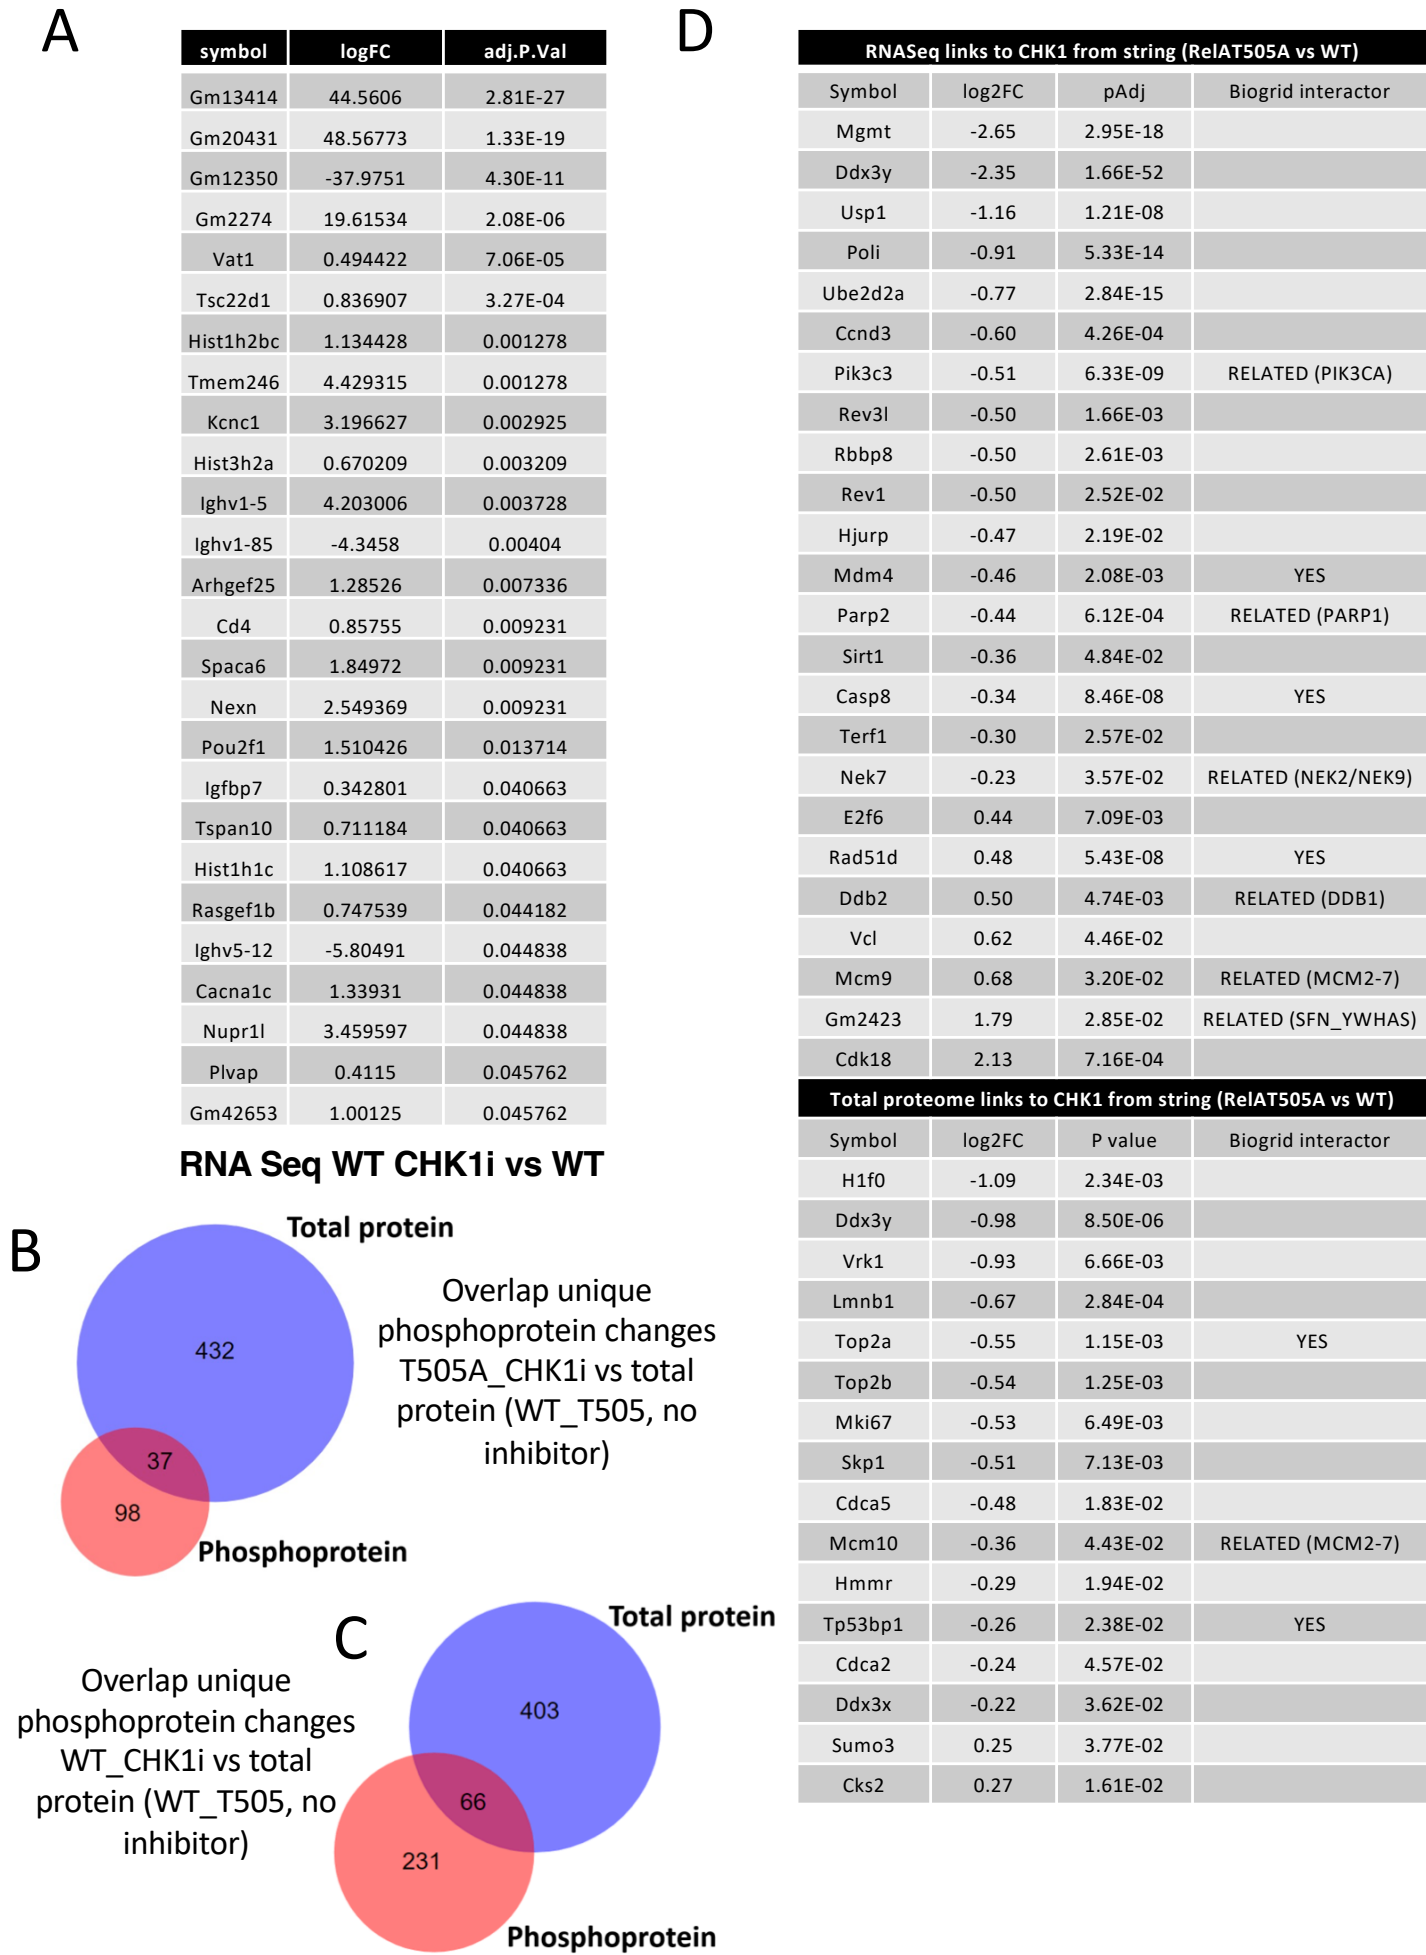 A
symbol logFC adj.P.Val
Gm13414 44.5606 2.81E-27
Gm20431 48.56773 1.33E-19
Gm12350 -37.9751 4.30E-11
Gm2274 19.61534 2.08E-06
Vat1 0.494422 7.06E-05
Tsc22d1 0.836907 3.27E-04
Hist1h2bc 1.134428 0.001278
Tmem246 4.429315 0.001278
Kcnc1 3.196627 0.002925
Hist3h2a 0.670209 0.003209
Ighv1-5 4.203006 0.003728
Ighv1-85 -4.3458 0.00404
Arhgef25 1.28526 0.007336
Cd4 0.85755 0.009231
Spaca6 1.84972 0.009231
Nexn 2.549369 0.009231
Pou2f1 1.510426 0.013714
Igfbp7 0.342801 0.040663
Tspan10 0.711184 0.040663
Hist1h1c 1.108617 0.040663
Rasgef1b 0.747539 0.044182
Ighv5-12 -5.80491 0.044838
Cacna1c 1.33931 0.044838
Nupr1l 3.459597 0.044838
Plvap 0.4115 0.045762
Gm42653 1.00125 0.045762
RNA Seq WT CHK1i vs WT
B
Total protein
432
37
98
Phosphoprotein
Overlap unique
phosphoprotein changes
T505A_CHK1i vs total
protein (WT_T505, no
inhibitor)
C
Total protein
403
66
231
Phosphoprotein
Overlap unique
phosphoprotein changes
WT_CHK1i vs total
protein (WT_T505, no
inhibitor)
D
RNASeq links to CHK1 from string (RelAT505A vs WT)
Symbol log2FC pAdj Biogrid interactor
Mgmt -2.65 2.95E-18
Ddx3y -2.35 1.66E-52
Usp1 -1.16 1.21E-08
Poli -0.91 5.33E-14
Ube2d2a -0.77 2.84E-15
Ccnd3 -0.60 4.26E-04
Pik3c3 -0.51 6.33E-09 RELATED (PIK3CA)
Rev3l -0.50 1.66E-03
Rbbp8 -0.50 2.61E-03
Rev1 -0.50 2.52E-02
Hjurp -0.47 2.19E-02
Mdm4 -0.46 2.08E-03 YES
Parp2 -0.44 6.12E-04 RELATED (PARP1)
Sirt1 -0.36 4.84E-02
Casp8 -0.34 8.46E-08 YES
Terf1 -0.30 2.57E-02
Nek7 -0.23 3.57E-02 RELATED (NEK2/NEK9)
E2f6 0.44 7.09E-03
Rad51d 0.48 5.43E-08 YES
Ddb2 0.50 4.74E-03 RELATED (DDB1)
Vcl 0.62 4.46E-02
Mcm9 0.68 3.20E-02 RELATED (MCM2-7)
Gm2423 1.79 2.85E-02 RELATED (SFN_YWHAS)
Cdk18 2.13 7.16E-04
Total proteome links to CHK1 from string (RelAT505A vs WT)
Symbol log2FC P value Biogrid interactor
H1f0 -1.09 2.34E-03
Ddx3y -0.98 8.50E-06
Vrk1 -0.93 6.66E-03
Lmnb1 -0.67 2.84E-04
Top2a -0.55 1.15E-03 YES
Top2b -0.54 1.25E-03
Mki67 -0.53 6.49E-03
Skp1 -0.51 7.13E-03
Cdca5 -0.48 1.83E-02
Mcm10 -0.36 4.43E-02 RELATED (MCM2-7)
Hmmr -0.29 1.94E-02
Tp53bp1 -0.26 2.38E-02 YES
Cdca2 -0.24 4.57E-02
Ddx3x -0.22 3.62E-02
Sumo3 0.25 3.77E-02
Cks2 0.27 1.61E-02